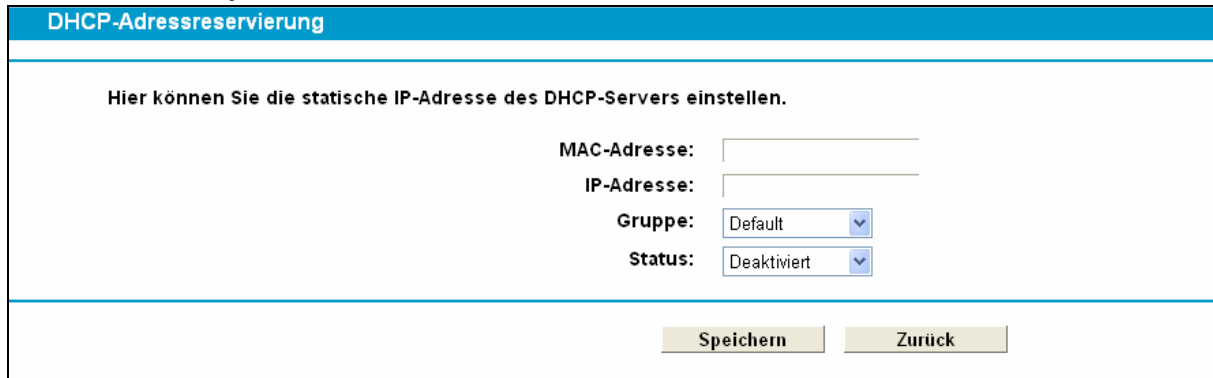 DHCP-Adressreservierung
Hier können Sie die statische IP-Adresse des DHCP-Servers einstellen.
MAC-Adresse:
IP-Adresse:
Gruppe: Default
Status: Deaktiviert
Speichern Zurück